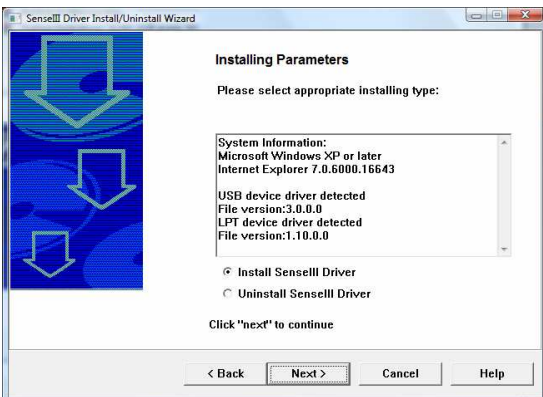 SenseIII Driver Install/Uninstall Wizard
Installing Parameters
Please select appropriate installing type:
System Information:
Microsoft Windows XP or later
Internet Explorer 7.0.6000.16643
USB device driver detected
File version:3.0.0.0
LPT device driver detected
File version:1.10.0.0
Install SenseIII Driver
Uninstall SenseIII Driver
Click "next" to continue
< Back
Next >
Cancel
Help